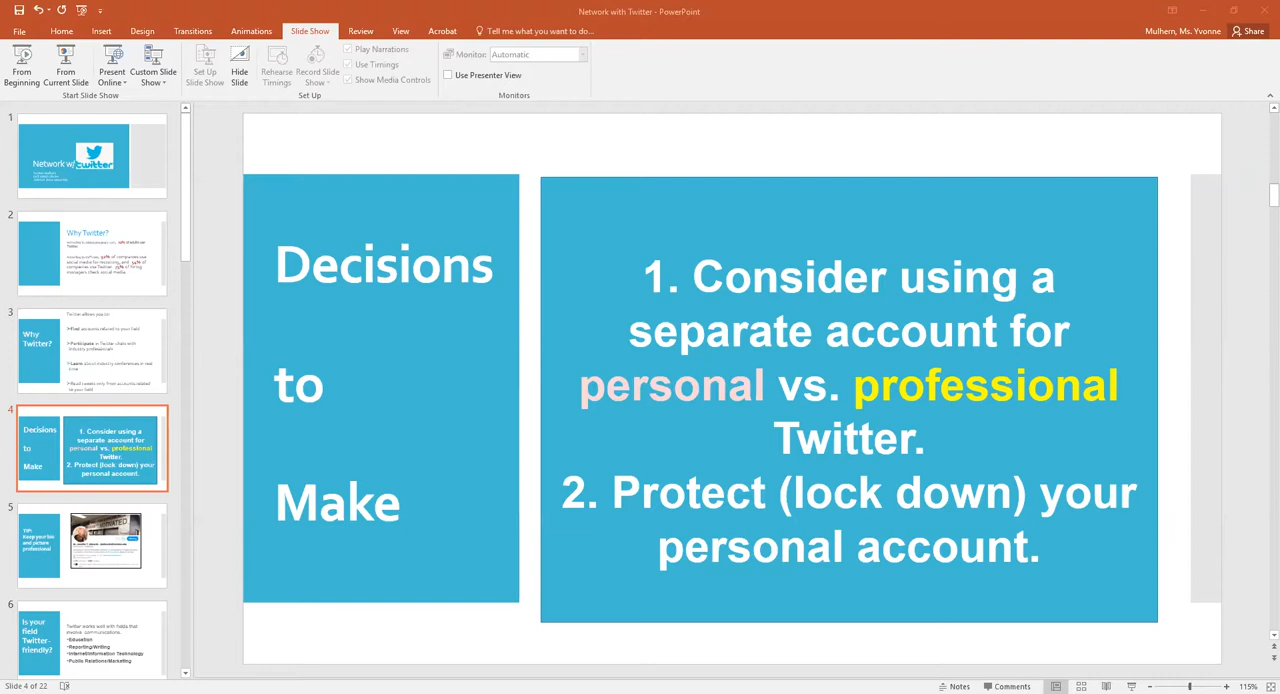 Network with Twitter - PowerPoint
File Home Insert Design Transitions Animations Slide Show Review View Acrobat Tell me what you want to do... Mulhern, Ms. Yvonne Share
From Beginning
From Current Slide
Present Online
Custom Slide Show
Set Up Slide Show
Hide Slide
Rehearse Timings
Record Slide Show
Play Narrations
Use Timings
Show Media Controls
Monitor: Automatic
Use Presenter View
Start Slide Show Set Up Monitors
1
Network w/ twitter
2
Why Twitter?
3
Why
Twitter?
Twitter allows you to:
Find accounts related to your field
Participate in Twitter chats with
industry professionals
Learn about industry conferences in real
time
Read tweets only from accounts related
to your field
4
Decisions
to
Make
1. Consider using a
separate account for
personal vs. professional
Twitter.
2. Protect (lock down) your
personal account.
5
TIP:
Keep your bio
and picture
professional
6
Is your
field
Twitter-
friendly?
Twitter works well with fields that
involve communications.
Education
Reporting/Writing
Internet/Information Technology
Public Relations/Marketing
Decisions
to
Make
1. Consider using a
separate account for
personal vs. professional
Twitter.
2. Protect (lock down) your
personal account.
Slide 4 of 22 Notes Comments 115%